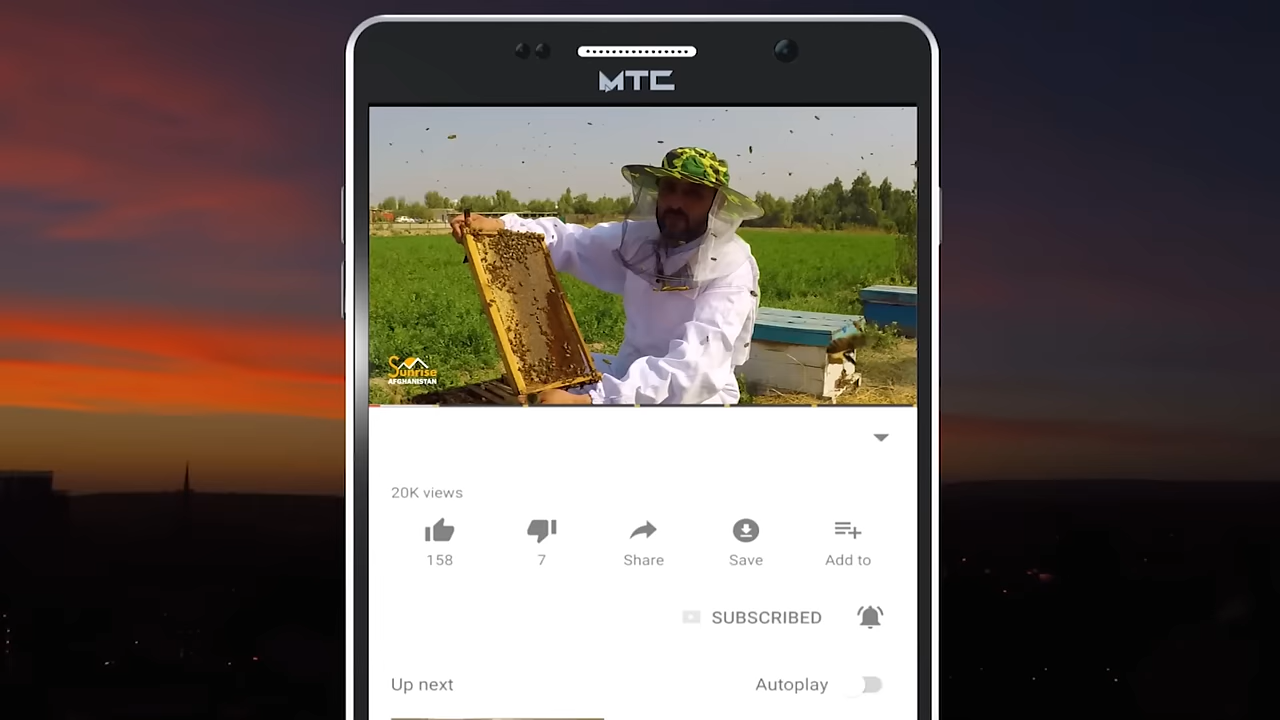 MTC
Sunrise
AFGHANISTAN
20K views
158
7
Share
Save
Add to
SUBSCRIBED
Up next
Autoplay